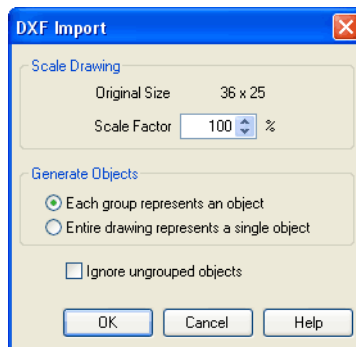 DXF Import
Scale Drawing
Original Size 36 x 25
Scale Factor 100 %
Generate Objects
Each group represents an object
Entire drawing represents a single object
Ignore ungrouped objects
OK Cancel Help